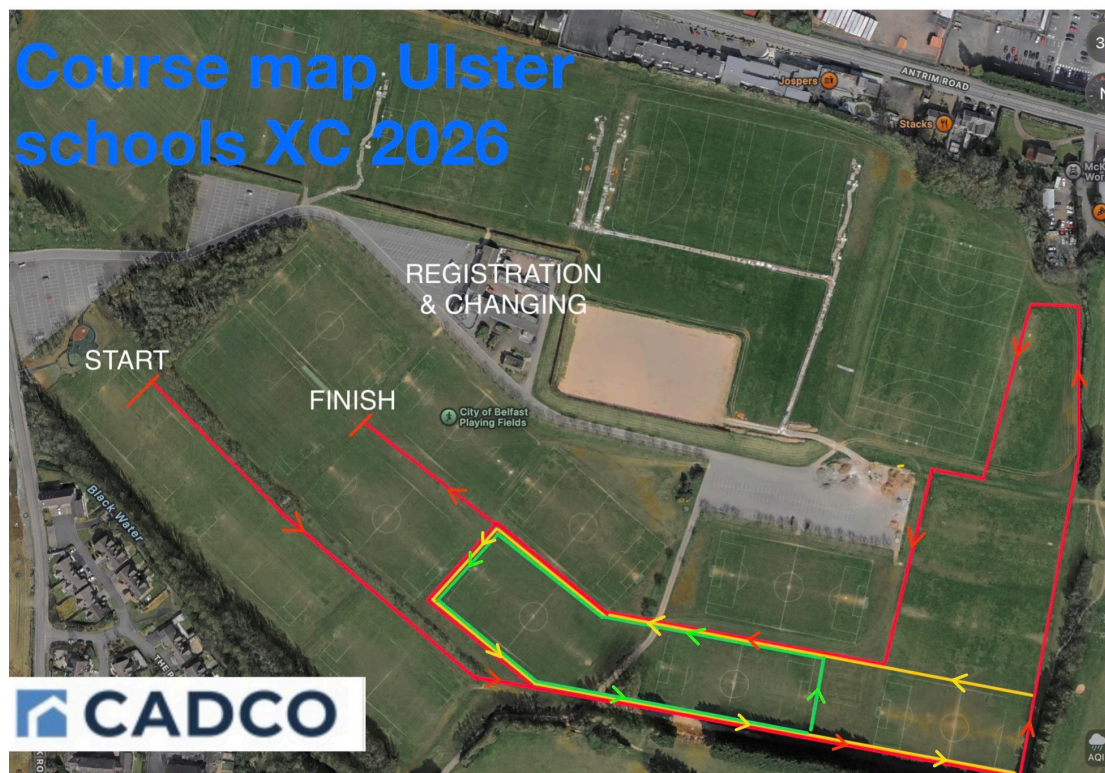 Course map Ulster
schools XC 2026
Jospers
ANTRIM ROAD
Stacks
REGISTRATION
& CHANGING
START
FINISH
City of Belfast
Playing Fields
Black Water
CADCO
AQI